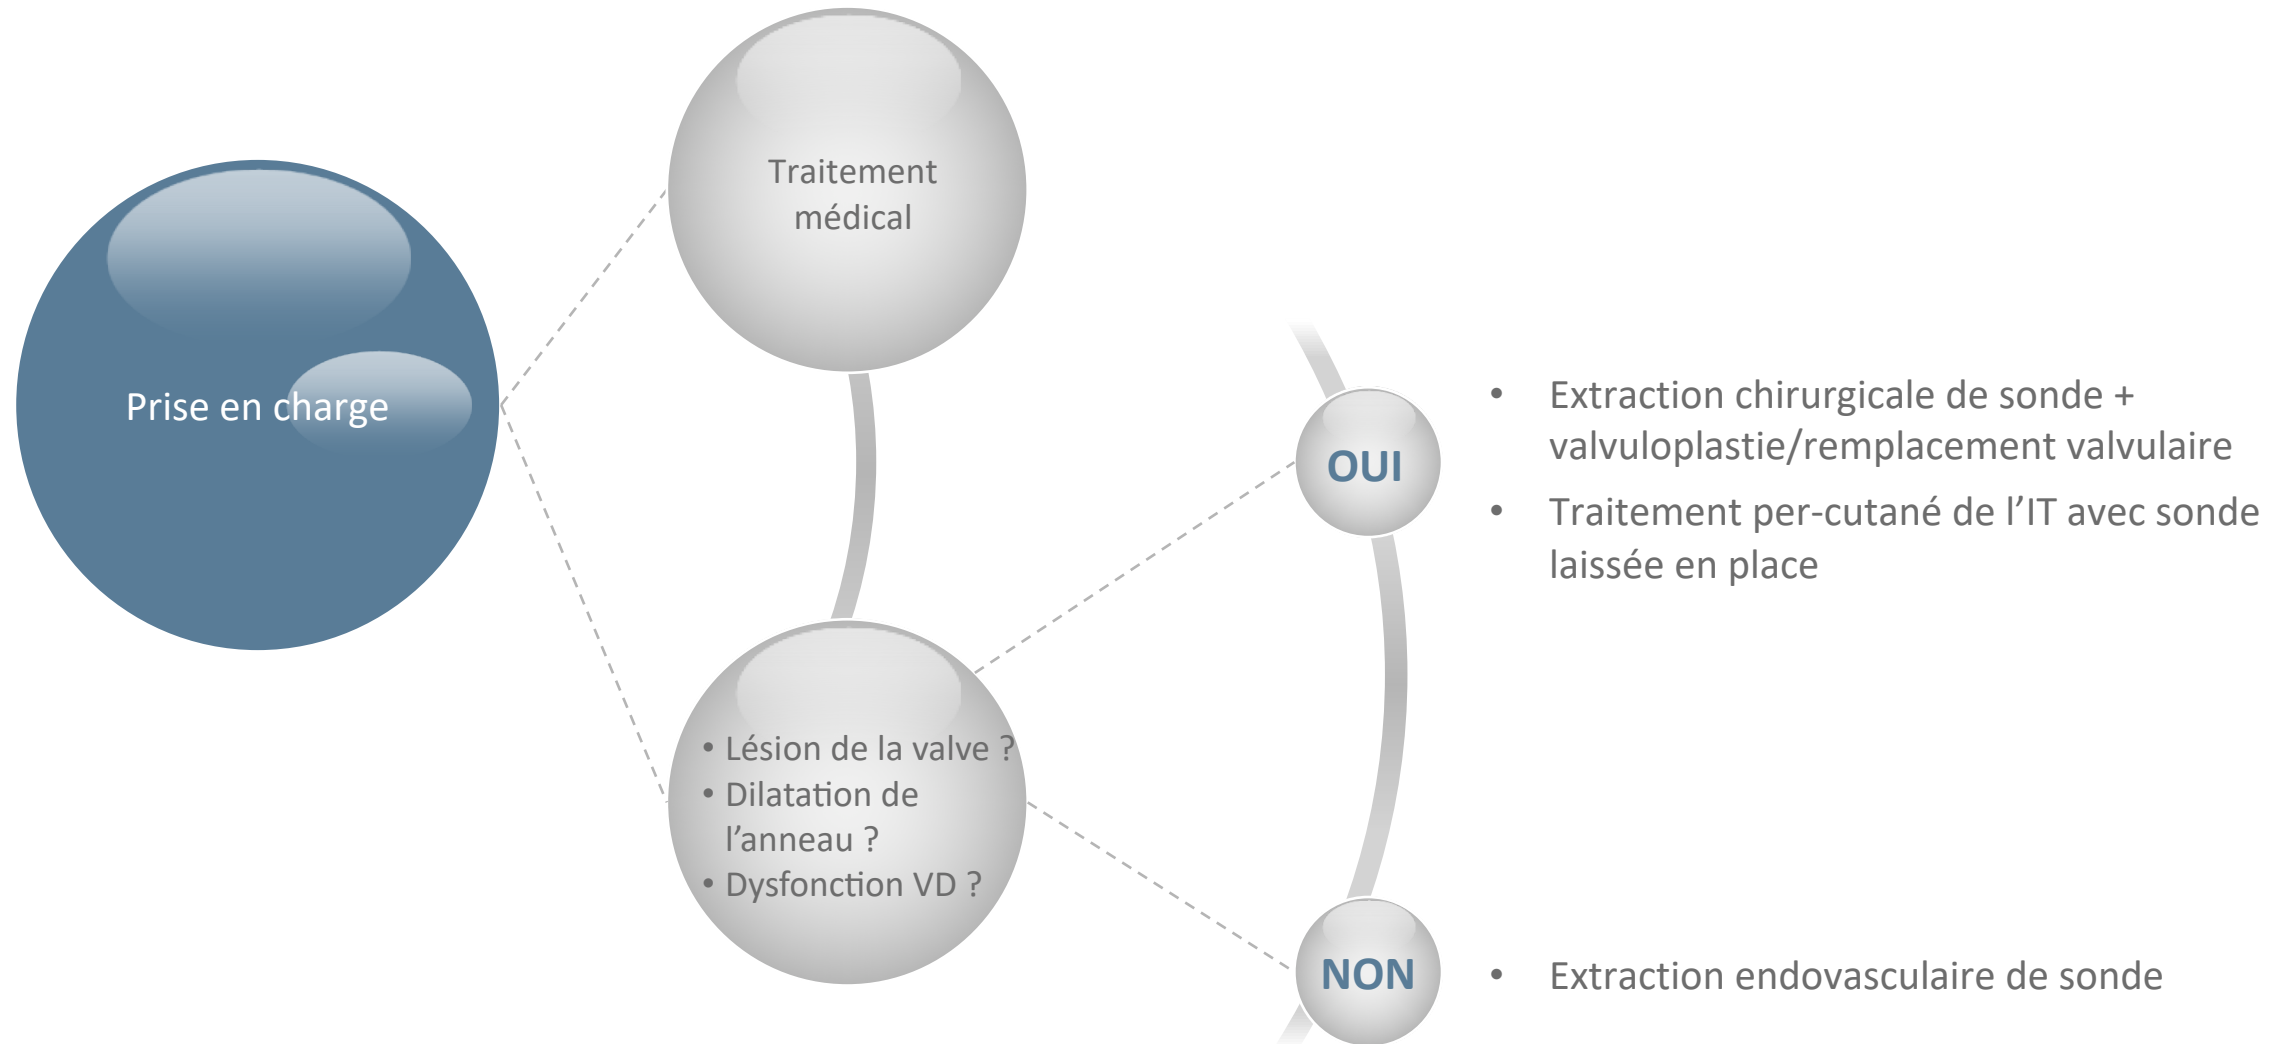 Traitement
médical
Prise en charge
• Lésion de la valve ?
• Dilatation de
l’anneau ?
• Dysfonction VD ?
OUI
• Extraction chirurgicale de sonde +
valvuloplastie/remplacement valvulaire
• Traitement per-cutané de l’IT avec sonde
laissée en place
NON
• Extraction endovasculaire de sonde